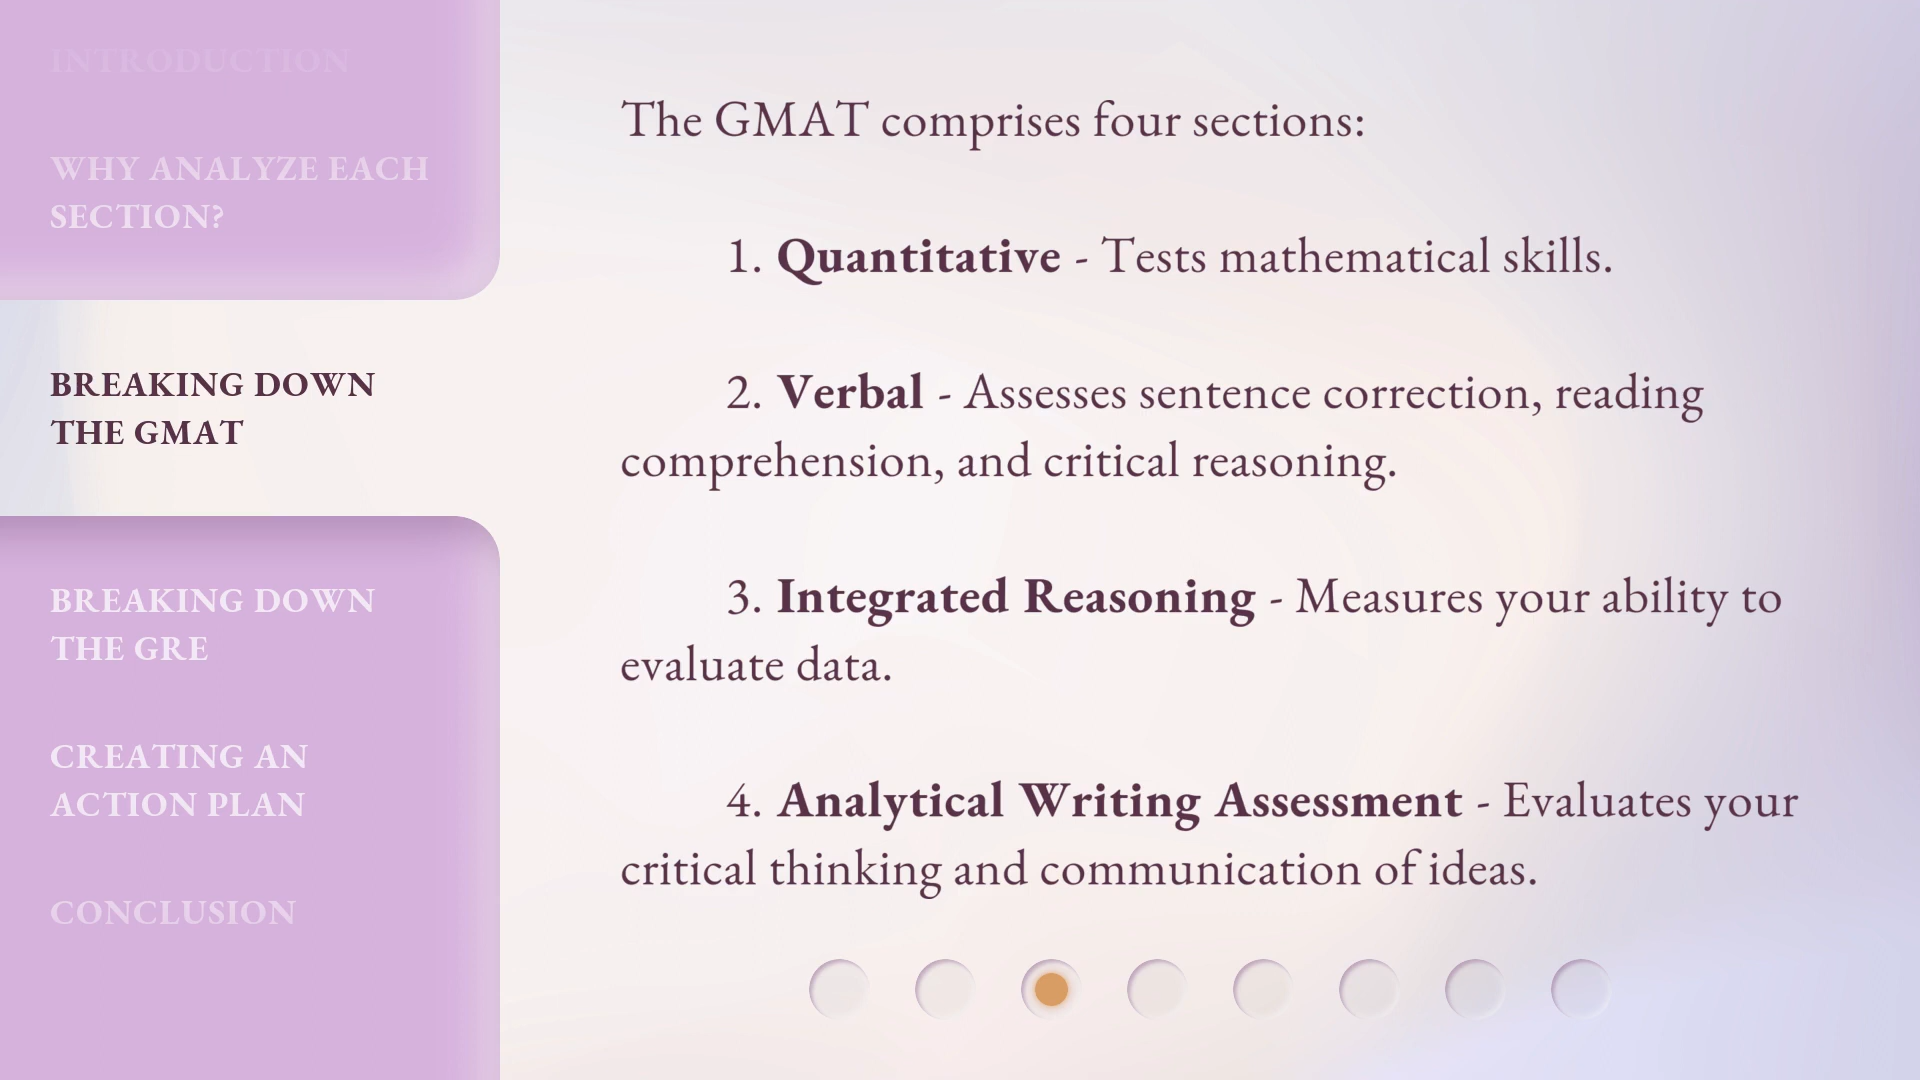 INTRODUCTION
WHY ANALYZE EACH
SECTION?
BREAKING DOWN
THE GMAT
BREAKING DOWN
THE GRE
CREATING AN
ACTION PLAN
CONCLUSION
The GMAT comprises four sections:
1. Quantitative - Tests mathematical skills.
2. Verbal - Assesses sentence correction, reading
comprehension, and critical reasoning.
3. Integrated Reasoning - Measures your ability to
evaluate data.
4. Analytical Writing Assessment - Evaluates your
critical thinking and communication of ideas.